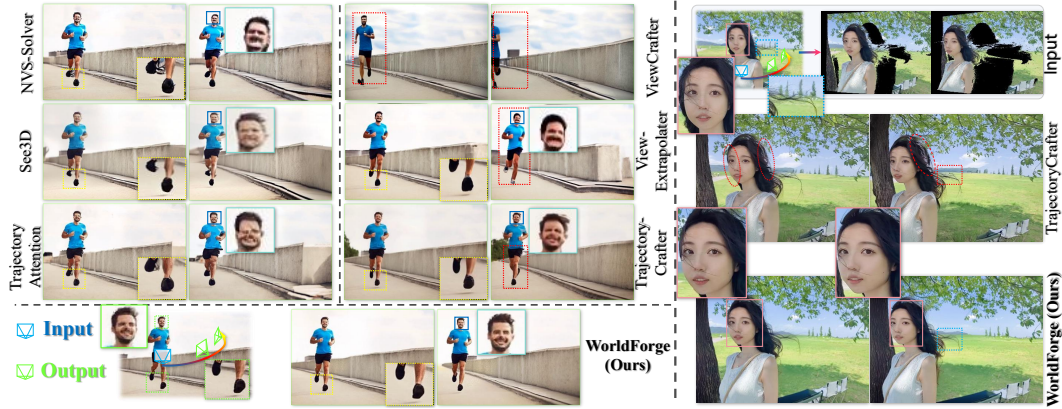 NVS-Solver
See3D
Trajectory
Attention
ViewCrafter
View-
Extrapolater
Trajectory-
Crafter
Input
Output
WorldForge
(Ours)
Input
TrajectoryCrafter
WorldForge (Ours)